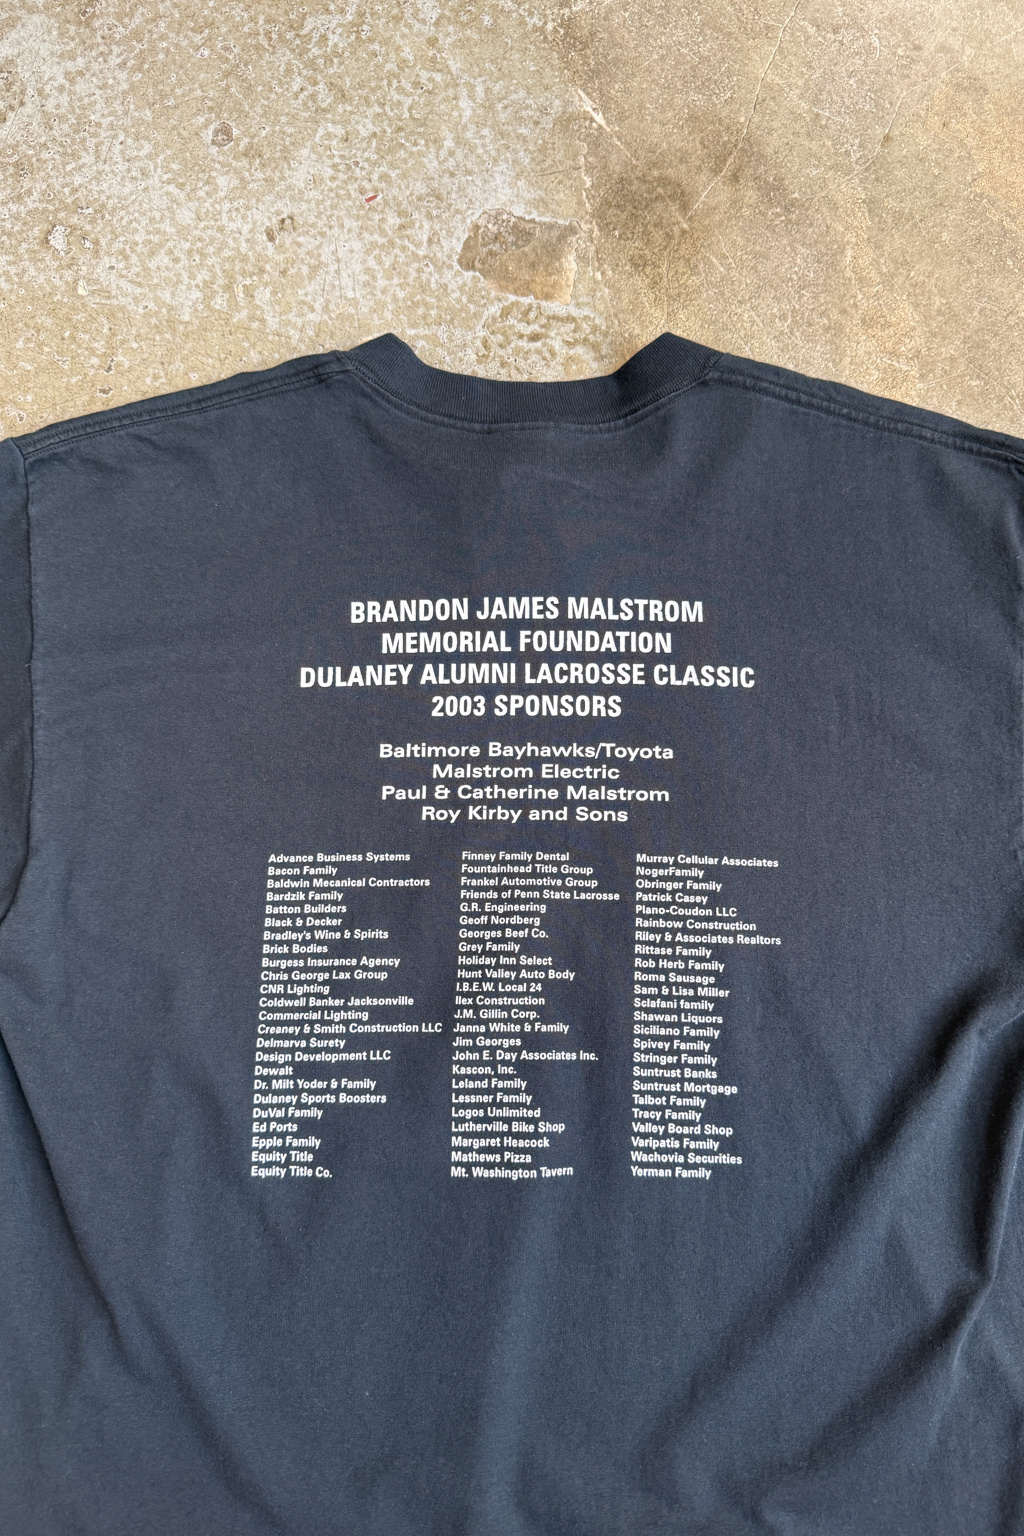 BRANDON JAMES MALSTROM
MEMORIAL FOUNDATION
DULANEY ALUMNI LACROSSE CLASSIC
2003 SPONSORS
Baltimore Bayhawks/Toyota
Malstrom Electric
Paul & Catherine Malstrom
Roy Kirby and Sons
Advance Business Systems
Bacon Family
Baldwin Mecanical Contractors
Bardzik Family
Batton Builders
Black & Decker
Bradley's Wine & Spirits
Brick Bodies
Burgess Insurance Agency
Chris George Lax Group
CNR Lighting
Coldwell Banker Jacksonville
Commercial Lighting
Creaney & Smith Construction LLC
Delmarva Surety
Design Development LLC
Dewalt
Dr. Milt Yoder & Family
Dulaney Sports Boosters
DuVal Family
Ed Ports
Epple Family
Equity Title
Equity Title Co.
Finney Family Dental
Fountainhead Title Group
Frankel Automotive Group
Friends of Penn State Lacrosse
G.R. Engineering
Geoff Nordberg
Georges Beef Co.
Grey Family
Holiday Inn Select
Hunt Valley Auto Body
I.B.E.W. Local 24
Ilex Construction
J.M. Gillin Corp.
Janna White & Family
Jim Georges
John E. Day Associates Inc.
Kascon, Inc.
Leland Family
Lessner Family
Logos Unlimited
Lutherville Bike Shop
Margaret Heacock
Mathews Pizza
Mt. Washington Tavern
Murray Cellular Associates
NogerFamily
Obringer Family
Patrick Casey
Plano-Coudon LLC
Rainbow Construction
Riley & Associates Realtors
Rittase Family
Rob Herb Family
Roma Sausage
Sam & Lisa Miller
Sclafani family
Shawan Liquors
Siciliano Family
Spivey Family
Stringer Family
Suntrust Banks
Suntrust Mortgage
Talbot Family
Tracy Family
Valley Board Shop
Varipatis Family
Wachovia Securities
Yerman Family